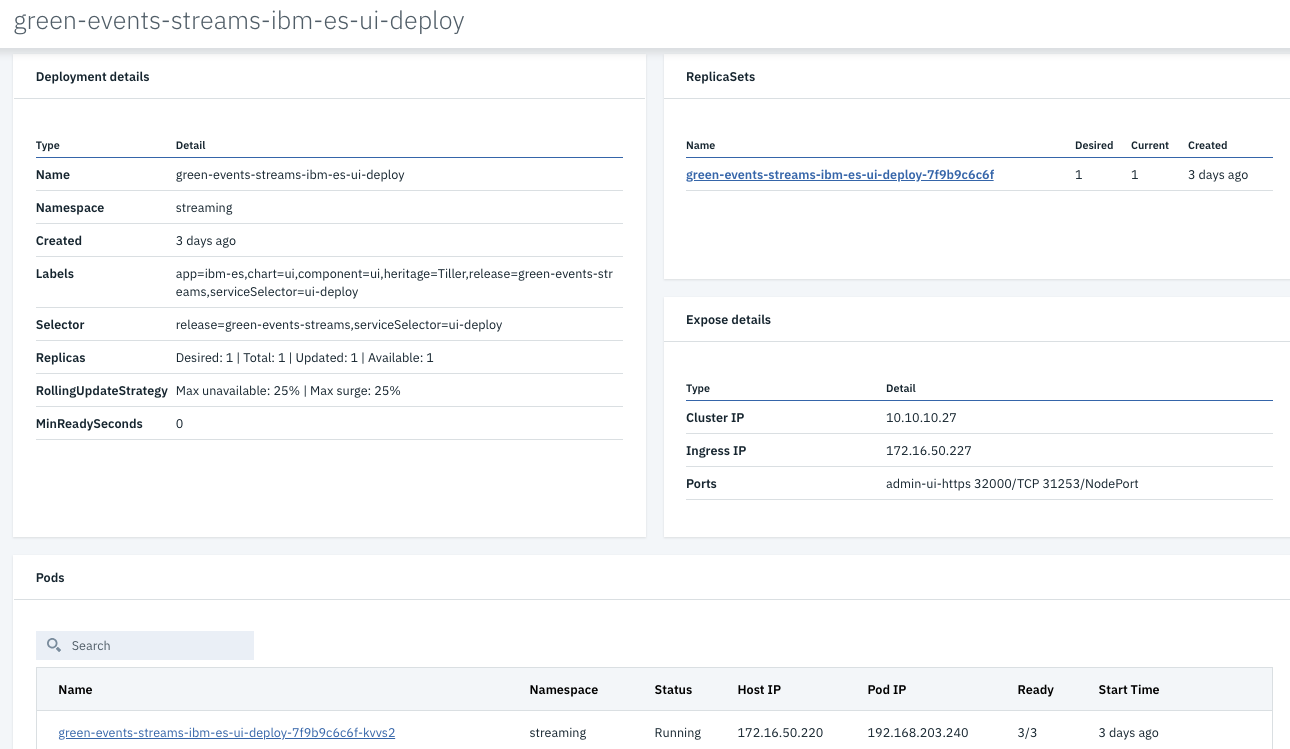 green-events-streams-ibm-es-ui-deploy
Deployment details
Type Detail
Name green-events-streams-ibm-es-ui-deploy
Namespace streaming
Created 3 days ago
Labels app=ibm-es,chart=ui,component=ui,heritage=Tiller,release=green-events-str
eams,serviceSelector=ui-deploy
Selector release=green-events-streams,serviceSelector=ui-deploy
Replicas Desired: 1 | Total: 1 | Updated: 1 | Available: 1
RollingUpdateStrategy Max unavailable: 25% | Max surge: 25%
MinReadySeconds 0
ReplicaSets
Name Desired Current Created
green-events-streams-ibm-es-ui-deploy-7f9b9c6c6f 1 1 3 days ago
Expose details
Type Detail
Cluster IP 10.10.10.27
Ingress IP 172.16.50.227
Ports admin-ui-https 32000/TCP 31253/NodePort
Pods
Search
Name Namespace Status Host IP Pod IP Ready Start Time
green-events-streams-ibm-es-ui-deploy-7f9b9c6c6f-kvvs2 streaming Running 172.16.50.220 192.168.203.240 3/3 3 days ago